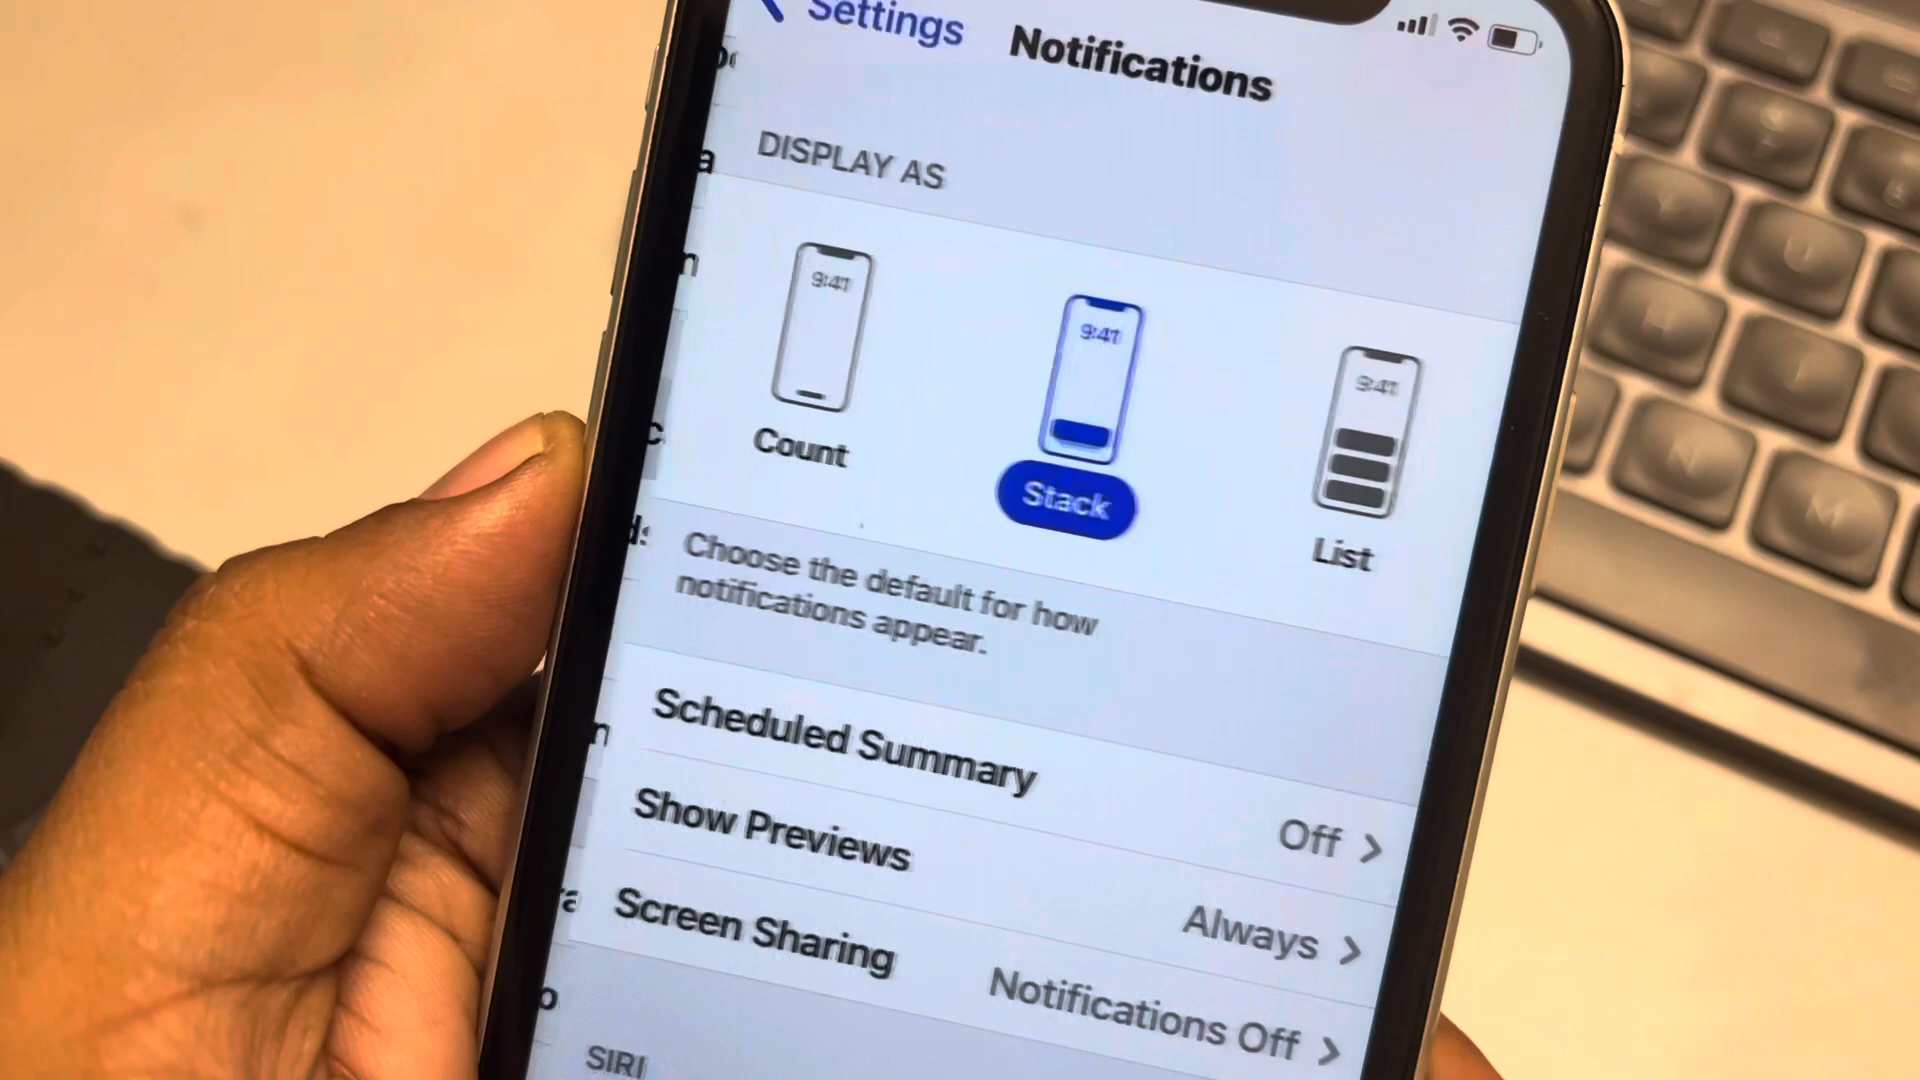 Settings
Notifications
DISPLAY AS
9:41
9:41
9:41
Count
Stack
List
Choose the default for how
notifications appear.
Scheduled Summary
Off
Show Previews
Always
Screen Sharing
Notifications Off
SIRI